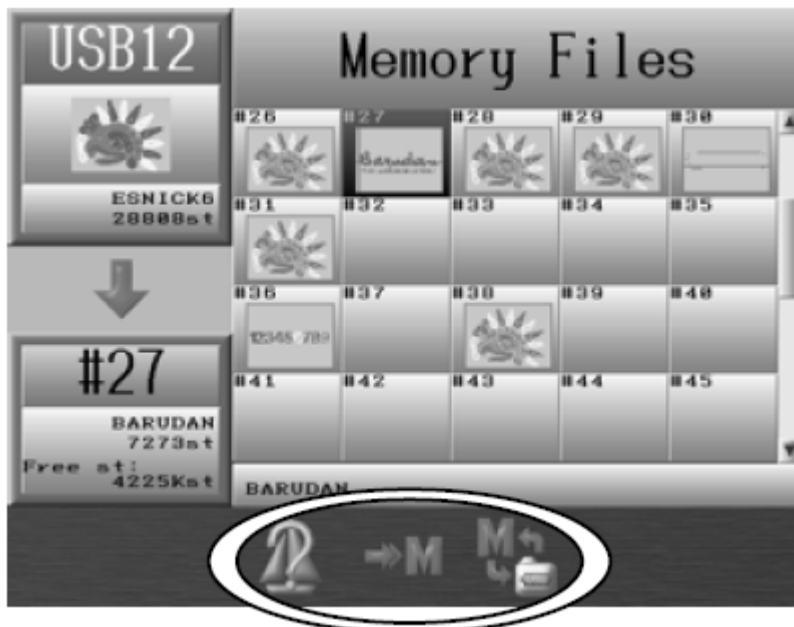 USB12
ESNICK6
28808st
#27
BARUDAN
7273st
Free st:
4225Kst
Memory Files
#26 #27 #28 #29 #30
Barudan
#31 #32 #33 #34 #35
#36 #37 #38 #39 #40
#41 #42 #43 #44 #45
BARUDAN
M
M